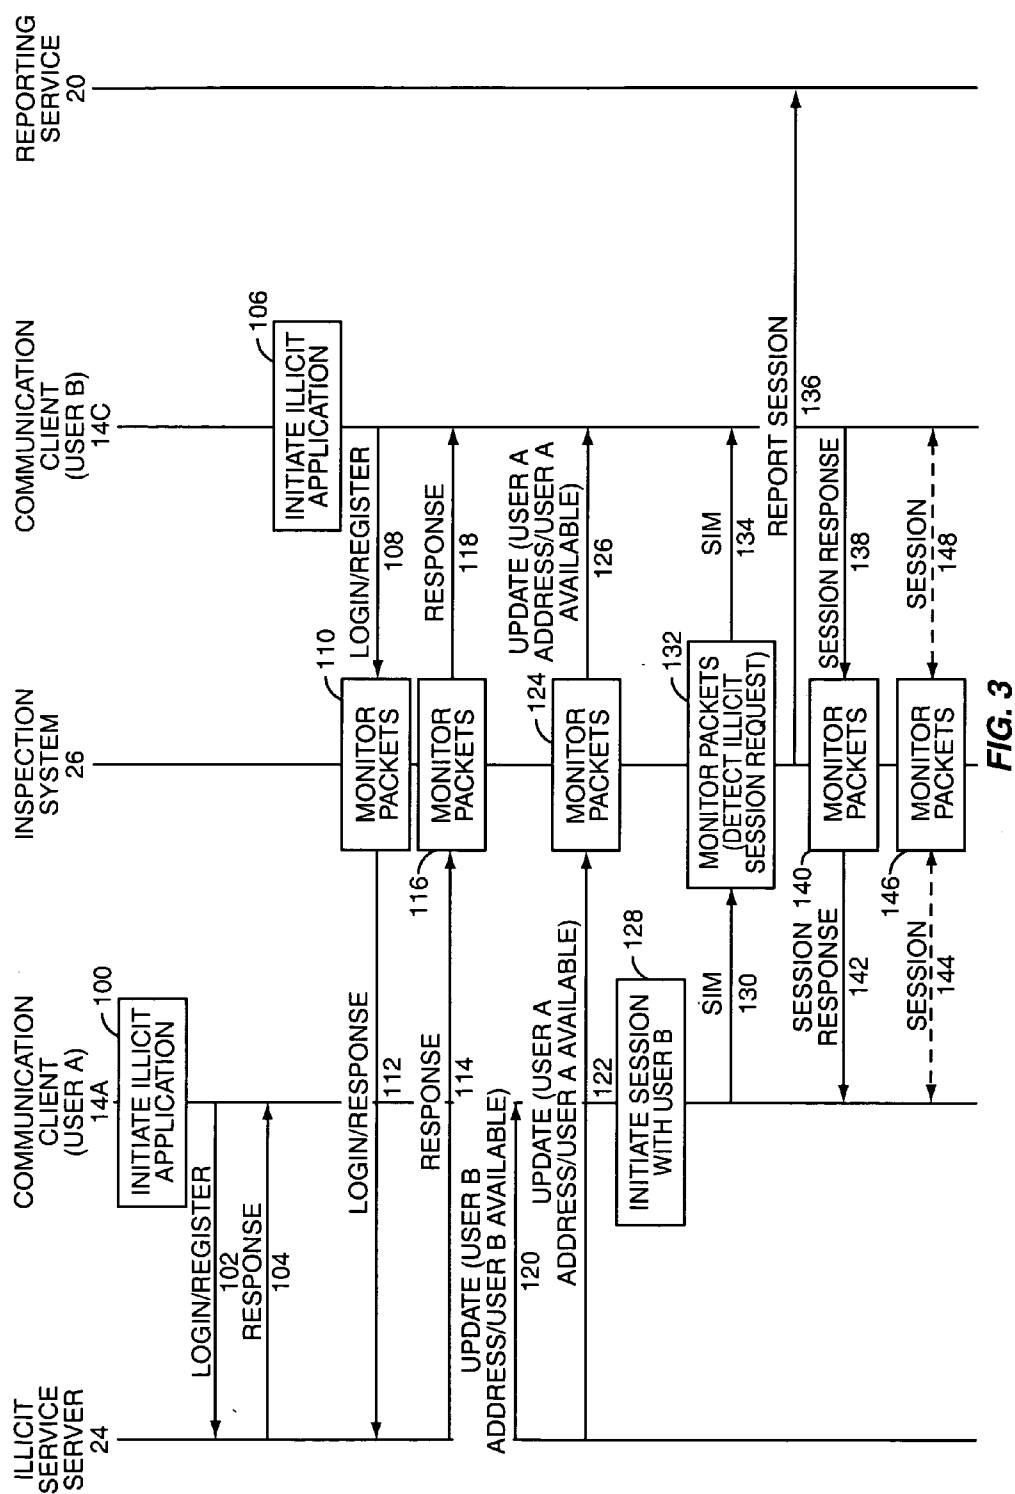 ILLICIT
SERVICE
SERVER
24
COMMUNICATION
CLIENT
(USER A)
14A
INSPECTION
SYSTEM
26
COMMUNICATION
CLIENT
(USER B)
14C
REPORTING
SERVICE
20
100
INITIATE ILLICIT
APPLICATION
LOGIN/REGISTER
102
RESPONSE
104
106
INITIATE ILLICIT
APPLICATION
LOGIN/REGISTER
108
110
MONITOR
PACKETS
LOGIN/RESPONSE
112
RESPONSE
114
116
MONITOR
PACKETS
RESPONSE
118
UPDATE (USER B
ADDRESS/USER B AVAILABLE)
120
UPDATE (USER A
ADDRESS/USER A AVAILABLE)
122
124
MONITOR
PACKETS
UPDATE (USER A
ADDRESS/USER A
AVAILABLE)
126
128
INITIATE SESSION
WITH USER B
SIM
130
132
MONITOR PACKETS
(DETECT ILLICIT
SESSION REQUEST)
SIM
134
REPORT SESSION
136
SESSION RESPONSE
138
140
MONITOR
PACKETS
SESSION
RESPONSE
142
SESSION
144
146
MONITOR
PACKETS
SESSION
148
FIG. 3